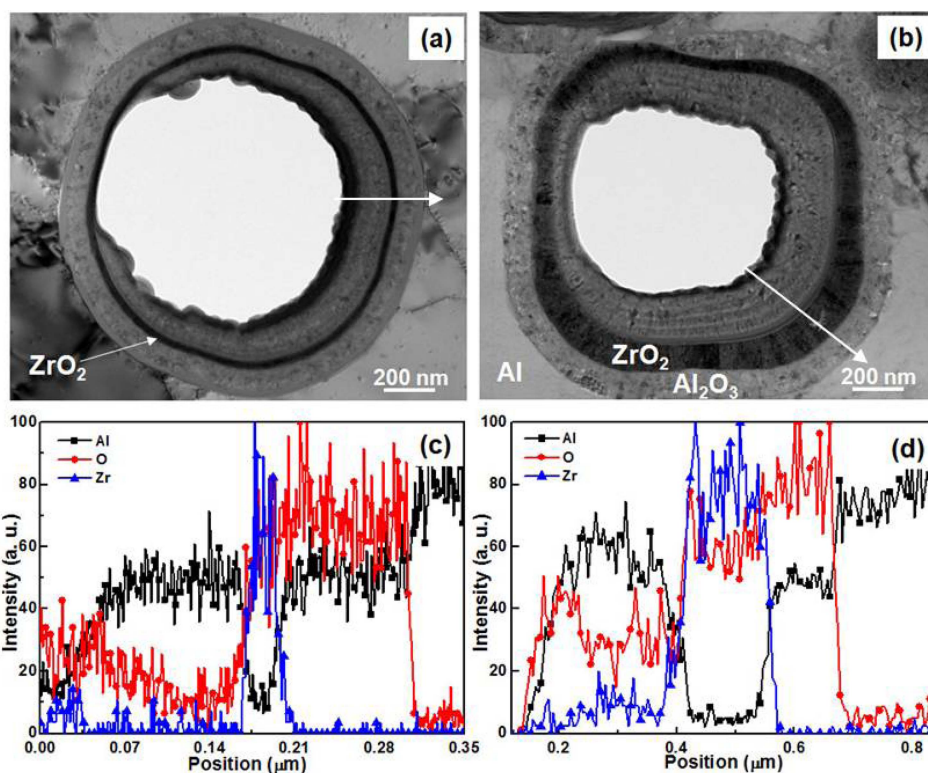 (a)
ZrO2
200 nm
(b)
Al
ZrO2
Al2O3
200 nm
100
80
60
40
20
0
Intensity (a. u.)
Al
O
Zr
(c)
0.00 0.07 0.14 0.21 0.28 0.35
Position (μm)
100
80
60
40
20
0
Intensity (a. u.)
Al
O
Zr
(d)
0.2 0.4 0.6 0.8
Position (μm)